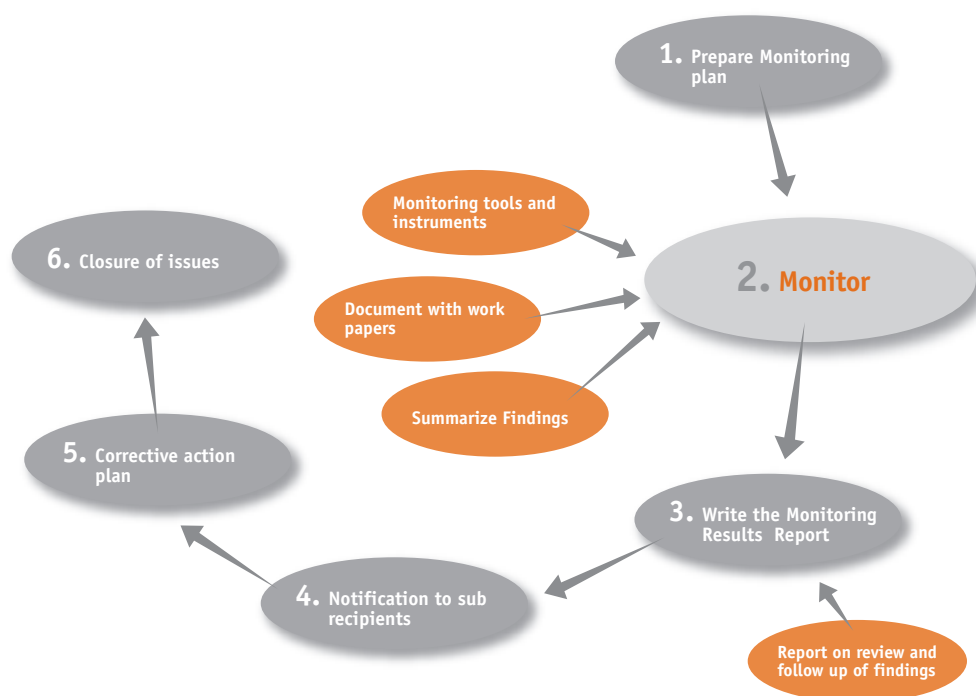 1. Prepare Monitoring
plan
Monitoring tools and
instruments
2. Monitor
Document with work
papers
Summarize Findings
3. Write the Monitoring
Results Report
Report on review and
follow up of findings
4. Notification to sub
recipients
5. Corrective action
plan
6. Closure of issues